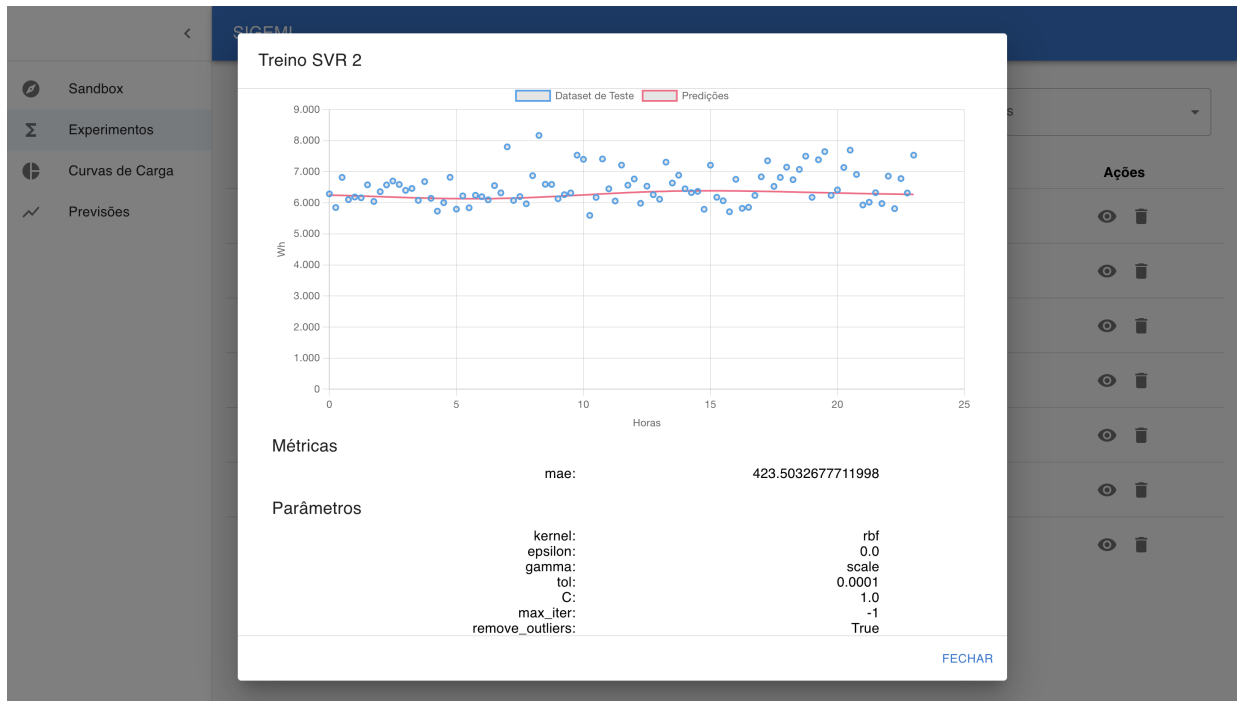 SIGEMI
Sandbox
Experimentos
Curvas de Carga
Previsões
Treino SVR 2
Dataset de Teste Predições
9.000
8.000
7.000
6.000
5.000
4.000
3.000
2.000
1.000
0
Wh
0 5 10 15 20 25
Horas
Métricas
mae: 423.5032677711998
Parâmetros
kernel: rbf
epsilon: 0.0
gamma: scale
tol: 0.0001
C: 1.0
max_iter: -1
remove_outliers: True
FECHAR
s
Ações